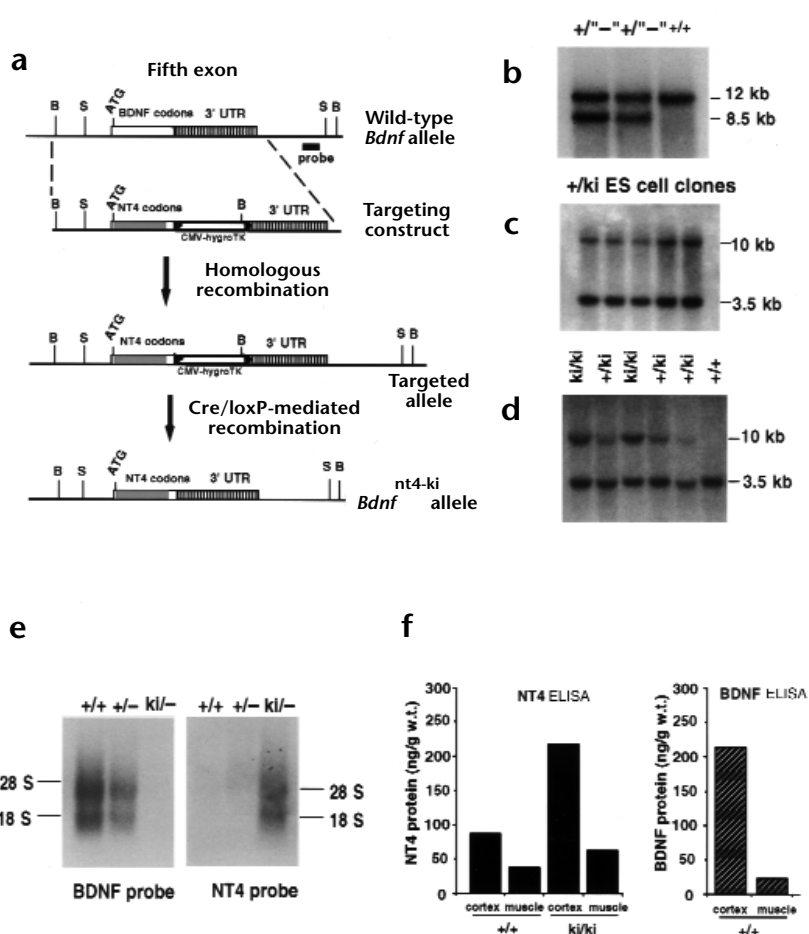 a
Fifth exon
B S ATG BDNF codons 3' UTR S B
Wild-type
Bdnf allele
probe
B S ATG NT4 codons B 3' UTR
CMV-hygroTK
Targeting
construct
Homologous
recombination
B S ATG NT4 codons B 3' UTR S B
CMV-hygroTK
Targeted
allele
Cre/loxP-mediated
recombination
B S ATG NT4 codons 3' UTR S B
nt4-ki
Bdnf allele
b
+/"–" +/"–" +/+
12 kb
8.5 kb
+/ki ES cell clones
c
10 kb
3.5 kb
ki/ki +/ki ki/ki +/ki +/ki +/+
d
10 kb
3.5 kb
e
+/+ +/– ki/–
28 S
18 S
BDNF probe
+/+ +/– ki/–
28 S
18 S
NT4 probe
f
NT4 ELISA
NT4 protein (ng/g w.t.)
300
250
200
150
100
50
0
cortex muscle cortex muscle
+/+ ki/ki
BDNF ELISA
BDNF protein (ng/g w.t.)
300
250
200
150
100
50
0
cortex muscle
+/+